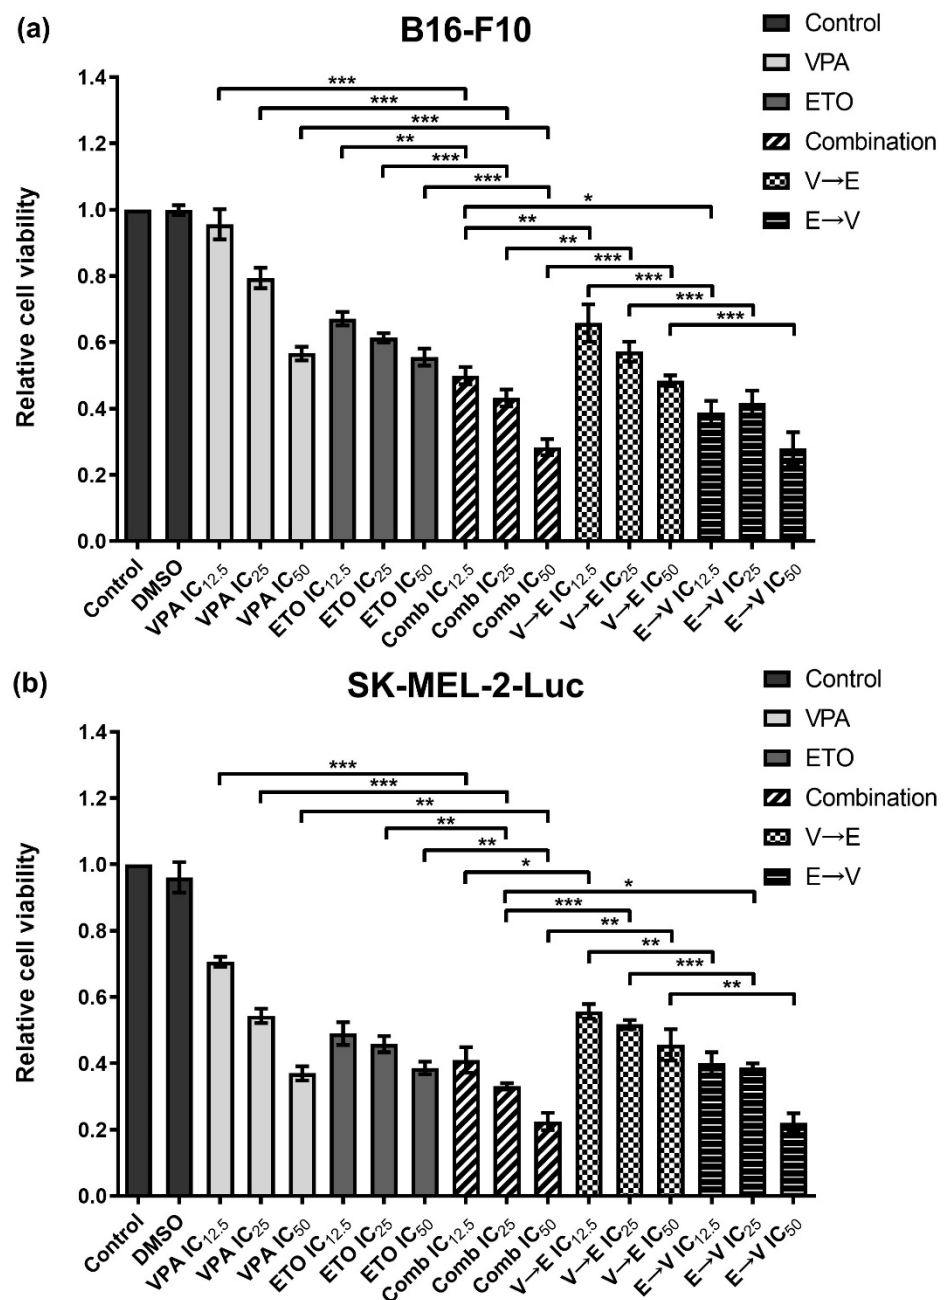 (a)
B16-F10
Control
VPA
ETO
Combination
V→E
E→V
Relative cell viability
1.4
1.2
1.0
0.8
0.6
0.4
0.2
0.0
***
***
***
**
***
***
*
**
**
***
***
***
***
Control
DMSO
VPA IC12.5
VPA IC25
VPA IC50
ETO IC12.5
ETO IC25
ETO IC50
Comb IC12.5
Comb IC25
Comb IC50
V→E IC12.5
V→E IC25
V→E IC50
E→V IC12.5
E→V IC25
E→V IC50
(b)
SK-MEL-2-Luc
Control
VPA
ETO
Combination
V→E
E→V
Relative cell viability
1.4
1.2
1.0
0.8
0.6
0.4
0.2
0.0
***
***
**
**
**
*
*
***
**
**
***
**
Control
DMSO
VPA IC12.5
VPA IC25
VPA IC50
ETO IC12.5
ETO IC25
ETO IC50
Comb IC12.5
Comb IC25
Comb IC50
V→E IC12.5
V→E IC25
V→E IC50
E→V IC12.5
E→V IC25
E→V IC50